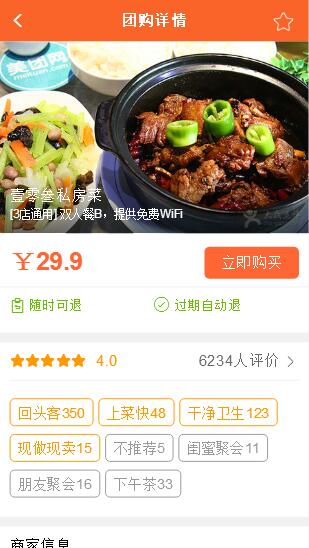 团购详情
美团网
meituan.com
壹零叁私房菜
[3店通用] 双人餐B，提供免费WiFi
￥29.9
立即购买
随时可退
过期自动退
4.0
6234人评价
回头客350
上菜快48
干净卫生123
现做现卖15
不推荐5
闺蜜聚会11
朋友聚会16
下午茶33
商家信息